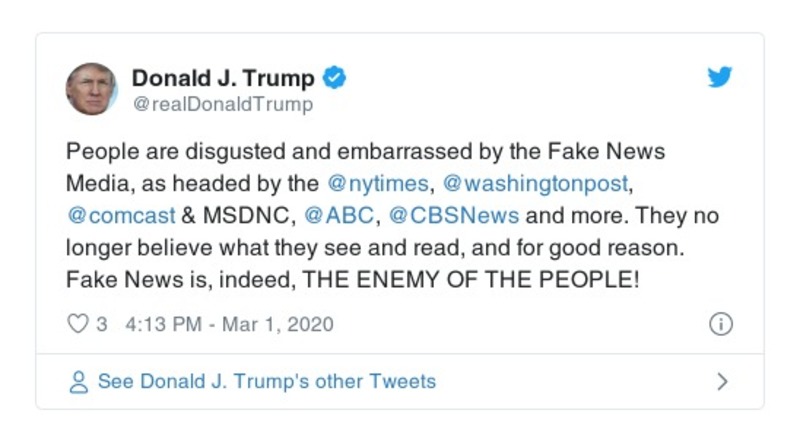 Donald J. Trump
@realDonaldTrump
People are disgusted and embarrassed by the Fake News
Media, as headed by the @nytimes, @washingtonpost,
@comcast & MSDNC, @ABC, @CBSNews and more. They no
longer believe what they see and read, and for good reason.
Fake News is, indeed, THE ENEMY OF THE PEOPLE!
3 4:13 PM - Mar 1, 2020
See Donald J. Trump's other Tweets